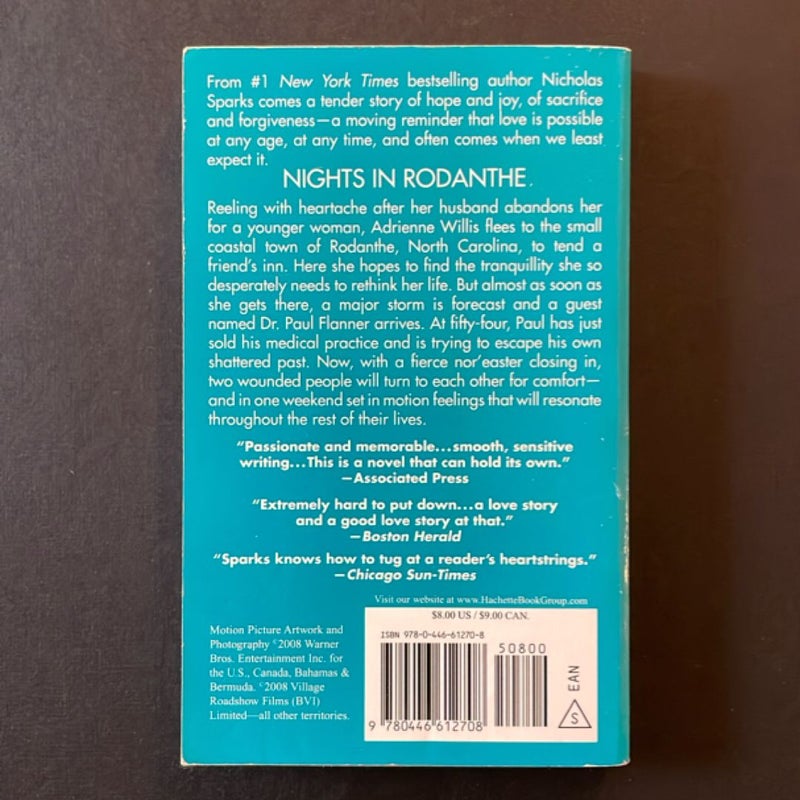 From #1 New York Times bestselling author Nicholas
Sparks comes a tender story of hope and joy, of sacrifice
and forgiveness—a moving reminder that love is possible
at any age, at any time, and often comes when we least
expect it.
NIGHTS IN RODANTHE
Reeling with heartache after her husband abandons her
for a younger woman, Adrienne Willis flees to the small
coastal town of Rodanthe, North Carolina, to tend a
friend's inn. Here she hopes to find the tranquillity she so
desperately needs to rethink her life. But almost as soon as
she gets there, a major storm is forecast and a guest
named Dr. Paul Flanner arrives. At fifty-four, Paul has just
sold his medical practice and is trying to escape his own
shattered past. Now, with a fierce nor'easter closing in,
two wounded people will turn to each other for comfort—
and in one weekend set in motion feelings that will resonate
throughout the rest of their lives.
"Passionate and memorable...smooth, sensitive
writing...This is a novel that can hold its own."
—Associated Press
"Extremely hard to put down...a love story
and a good love story at that."
—Boston Herald
"Sparks knows how to tug at a reader's heartstrings."
—Chicago Sun-Times
Visit our website at www.HachetteBookGroup.com
$8.00 US / $9.00 CAN.
ISBN 978-0-446-61270-8
50800
EAN
S
9 780446 612708
Motion Picture Artwork and
Photography ©2008 Warner
Bros. Entertainment Inc. for
the U.S., Canada, Bahamas &
Bermuda. ©2008 Village
Roadshow Films (BVI)
Limited—all other territories.